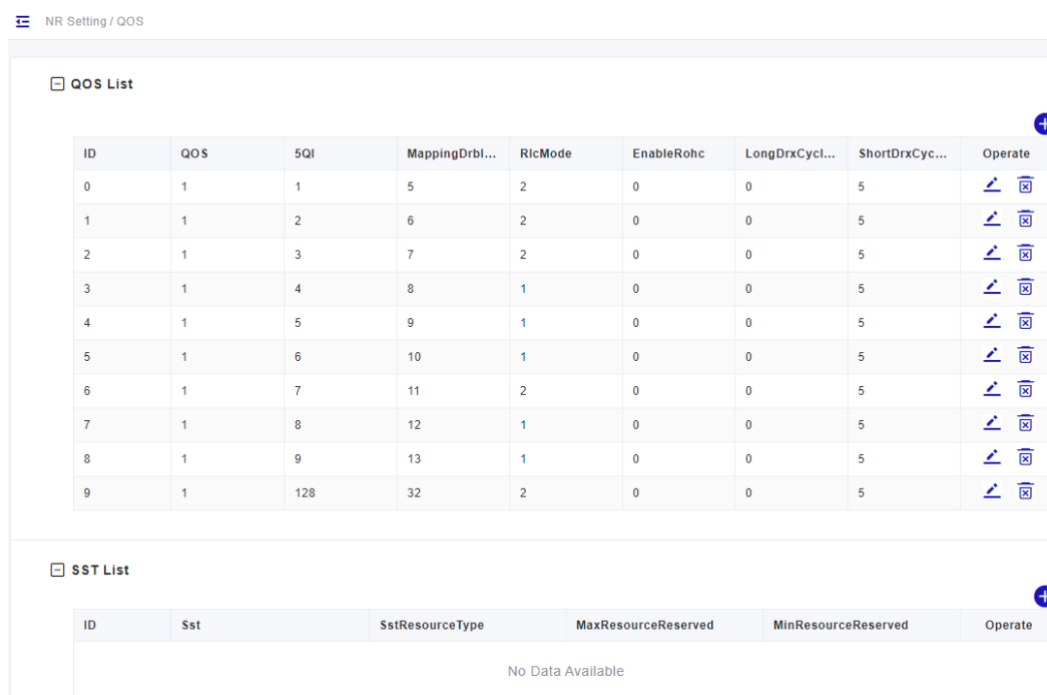 NR Setting / QOS
QOS List
ID QOS 5QI MappingDrbI... RlcMode EnableRohc LongDrxCycl... ShortDrxCyc... Operate
0 1 1 5 2 0 0 5
1 1 2 6 2 0 0 5
2 1 3 7 2 0 0 5
3 1 4 8 1 0 0 5
4 1 5 9 1 0 0 5
5 1 6 10 1 0 0 5
6 1 7 11 2 0 0 5
7 1 8 12 1 0 0 5
8 1 9 13 1 0 0 5
9 1 128 32 2 0 0 5
SST List
ID Sst SstResourceType MaxResourceReserved MinResourceReserved Operate
No Data Available